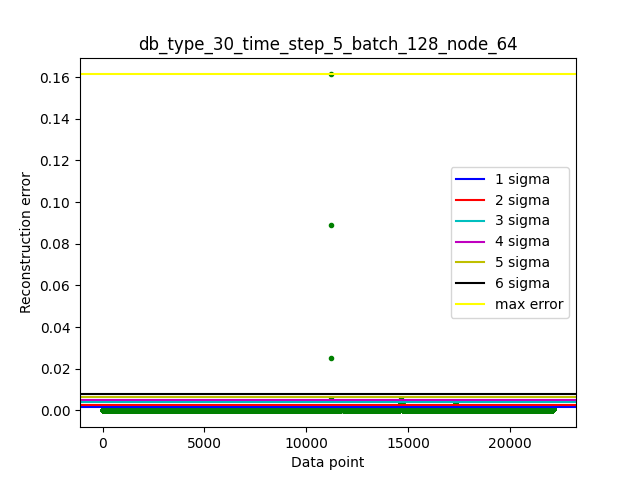 db_type_30_time_step_5_batch_128_node_64
0.16
0.14
0.12
0.10
0.08
0.06
0.04
0.02
0.00
Reconstruction error
1 sigma
2 sigma
3 sigma
4 sigma
5 sigma
6 sigma
max error
0 5000 10000 15000 20000
Data point